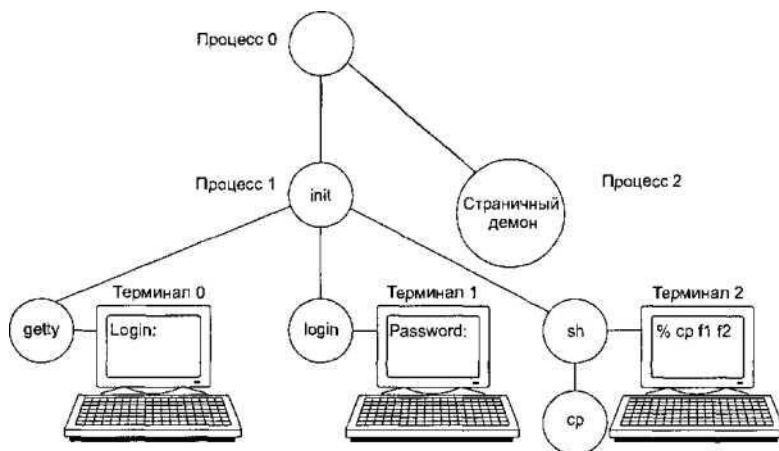 Процесс 0
Процесс 1
init
Страничный
демон
Процесс 2
Терминал 0
Терминал 1
Терминал 2
getty
Login:
login
Password:
sh
% cp f1 f2
cp